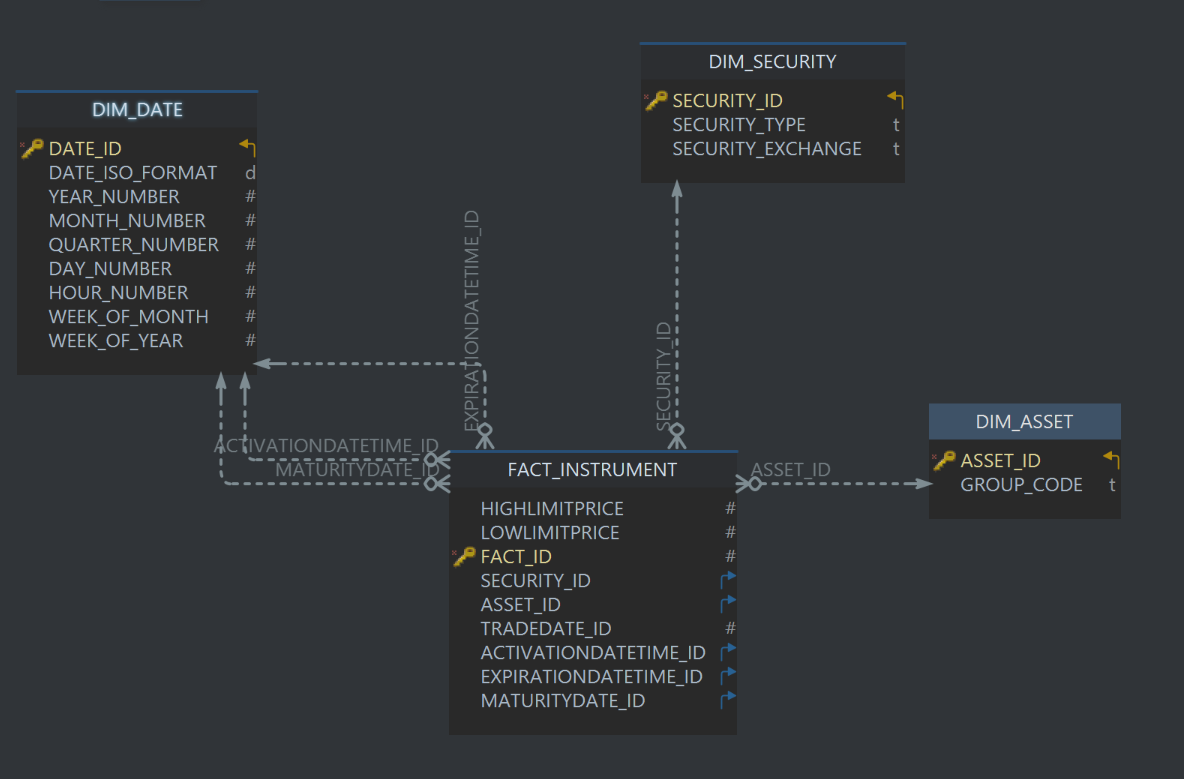 DIM_SECURITY
SECURITY_ID
SECURITY_TYPE t
SECURITY_EXCHANGE t
DIM_DATE
DATE_ID
DATE_ISO_FORMAT d
YEAR_NUMBER #
MONTH_NUMBER #
QUARTER_NUMBER #
DAY_NUMBER #
HOUR_NUMBER #
WEEK_OF_MONTH #
WEEK_OF_YEAR #
EXPIRATIONDATETIME_ID
SECURITY_ID
ACTIVATIONDATETIME_ID
MATURITYDATE_ID
ASSET_ID
DIM_ASSET
ASSET_ID
GROUP_CODE t
FACT_INSTRUMENT
HIGHLIMITPRICE #
LOWLIMITPRICE #
FACT_ID #
SECURITY_ID
ASSET_ID
TRADEDATE_ID #
ACTIVATIONDATETIME_ID
EXPIRATIONDATETIME_ID
MATURITYDATE_ID